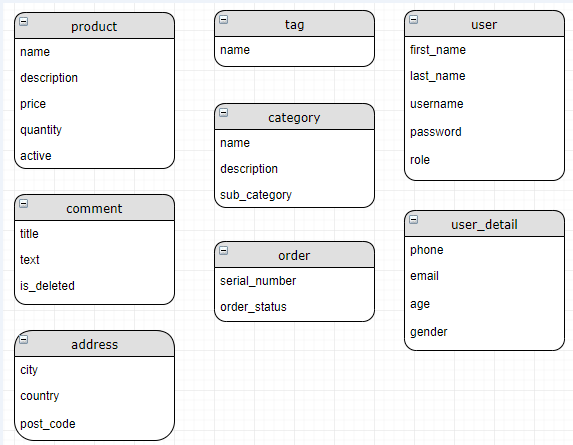 product
name
description
price
quantity
active
comment
title
text
is_deleted
address
city
country
post_code
tag
name
category
name
description
sub_category
order
serial_number
order_status
user
first_name
last_name
username
password
role
user_detail
phone
email
age
gender